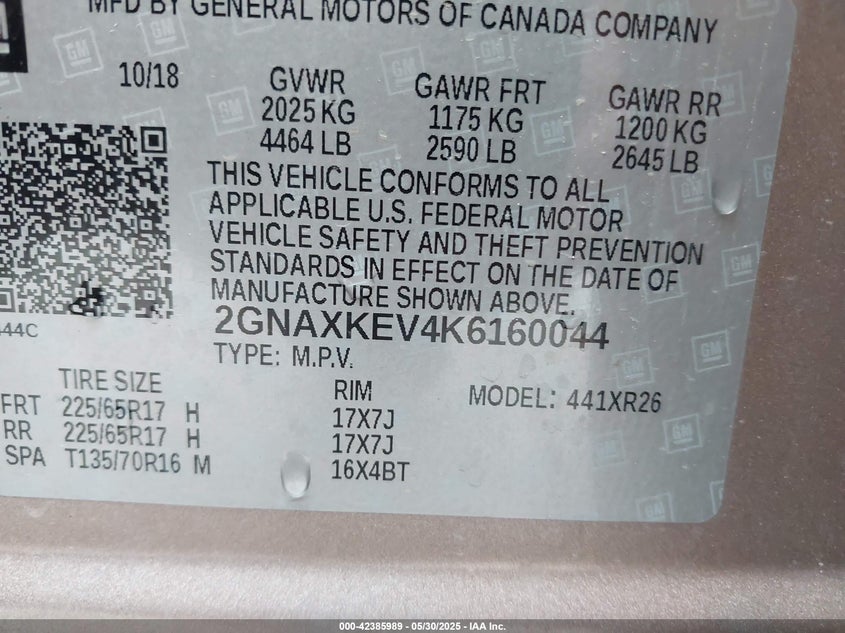 MFD BY GENERAL MOTORS OF CANADA COMPANY
GM
10/18 GVWR GAWR FRT GAWR RR
2025 KG 1175 KG 1200 KG
4464 LB 2590 LB 2645 LB
THIS VEHICLE CONFORMS TO ALL
APPLICABLE U.S. FEDERAL MOTOR
VEHICLE SAFETY AND THEFT PREVENTION
STANDARDS IN EFFECT ON THE DATE OF
MANUFACTURE SHOWN ABOVE.
2GNAXKEV4K6160044
44C
TYPE: M.P.V.
TIRE SIZE RIM MODEL: 441XR26
FRT 225/65R17 H 17X7J
RR 225/65R17 H 17X7J
SPA T135/70R16 M 16X4BT
000-42385989 — 05/30/2025 — IAA Inc.